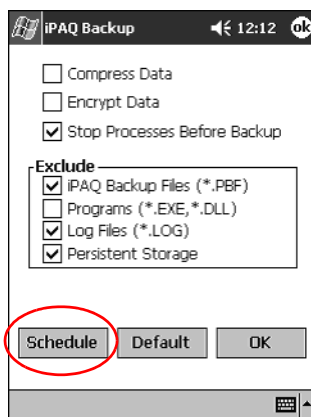 iPAQ Backup 12:12 ok
Compress Data
Encrypt Data
Stop Processes Before Backup
Exclude
iPAQ Backup Files (*.PBF)
Programs (*.EXE,*.DLL)
Log Files (*.LOG)
Persistent Storage
Schedule Default OK